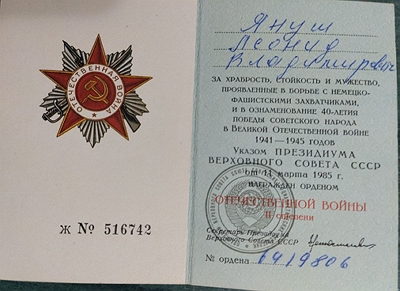 ОТЕЧЕСТВЕННАЯ ВОЙНА
Ж № 516742
Януш
Леонид
Владимирович
ЗА ХРАБРОСТЬ, СТОЙКОСТЬ И МУЖЕСТВО,
ПРОЯВЛЕННЫЕ В БОРЬБЕ С НЕМЕЦКО-
ФАШИСТСКИМИ ЗАХВАТЧИКАМИ,
И В ОЗНАМЕНОВАНИЕ 40-ЛЕТИЯ
ПОБЕДЫ СОВЕТСКОГО НАРОДА
В ВЕЛИКОЙ ОТЕЧЕСТВЕННОЙ ВОЙНЕ
1941—1945 ГОДОВ
УКАЗОМ ПРЕЗИДИУМА
ВЕРХОВНОГО СОВЕТА СССР
ОТ 11 марта 1985 г.
НАГРАЖДЕН ОРДЕНОМ
ОТЕЧЕСТВЕННОЙ ВОЙНЫ
II степени
Секретарь Президиума
Верховного Совета СССР
№ ордена 1419806